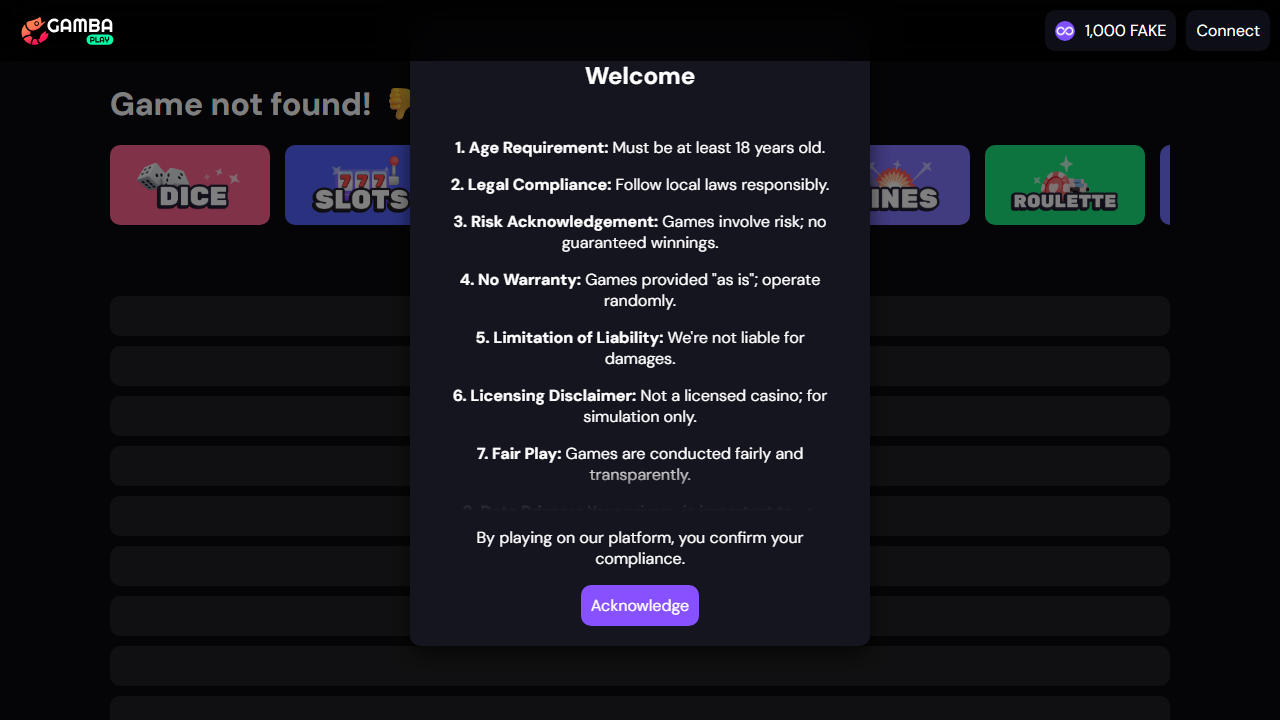 GAMBA
PLAY
1,000 FAKE
Connect
Welcome
Game not found!
1. Age Requirement: Must be at least 18 years old.
2. Legal Compliance: Follow local laws responsibly.
3. Risk Acknowledgement: Games involve risk; no
guaranteed winnings.
4. No Warranty: Games provided "as is"; operate
randomly.
5. Limitation of Liability: We're not liable for
damages.
6. Licensing Disclaimer: Not a licensed casino; for
simulation only.
7. Fair Play: Games are conducted fairly and
transparently.
By playing on our platform, you confirm your
compliance.
Acknowledge
DICE
777
SLOTS
INES
ROULETTE